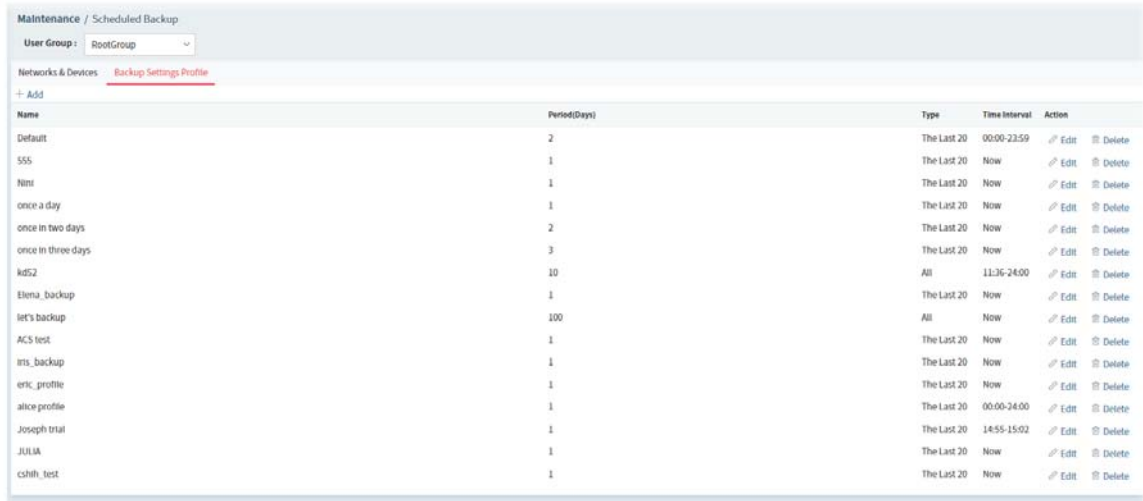 Maintenance / Scheduled Backup
User Group : RootGroup
Networks & Devices Backup Settings Profile
+ Add
Name Period(Days) Type Time Interval Action
Default 2 The Last 20 00:00-23:59 Edit Delete
555 1 The Last 20 Now Edit Delete
Nini 1 The Last 20 Now Edit Delete
once a day 1 The Last 20 Now Edit Delete
once in two days 2 The Last 20 Now Edit Delete
once in three days 3 The Last 20 Now Edit Delete
kd52 10 All 11:36-24:00 Edit Delete
Elena_backup 1 The Last 20 Now Edit Delete
let's backup 100 All Now Edit Delete
ACS test 1 The Last 20 Now Edit Delete
Iris_backup 1 The Last 20 Now Edit Delete
eric_profile 1 The Last 20 Now Edit Delete
alice profile 1 The Last 20 00:00-24:00 Edit Delete
Joseph trial 1 The Last 20 14:55-15:02 Edit Delete
JULIA 1 The Last 20 Now Edit Delete
cshih_test 1 The Last 20 Now Edit Delete